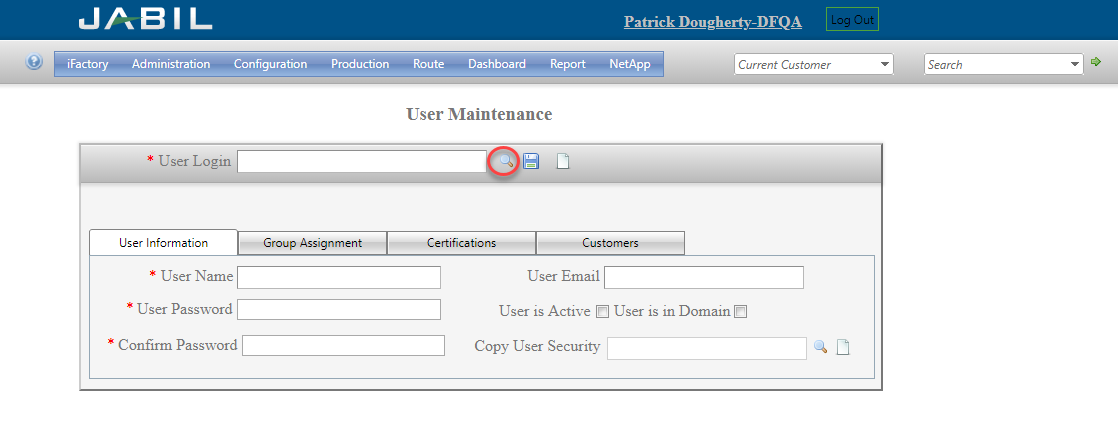 JABIL
Patrick Dougherty-DFQA Log Out
iFactory Administration Configuration Production Route Dashboard Report NetApp Current Customer Search
User Maintenance
* User Login
User Information Group Assignment Certifications Customers
* User Name User Email
* User Password User is Active User is in Domain
* Confirm Password Copy User Security